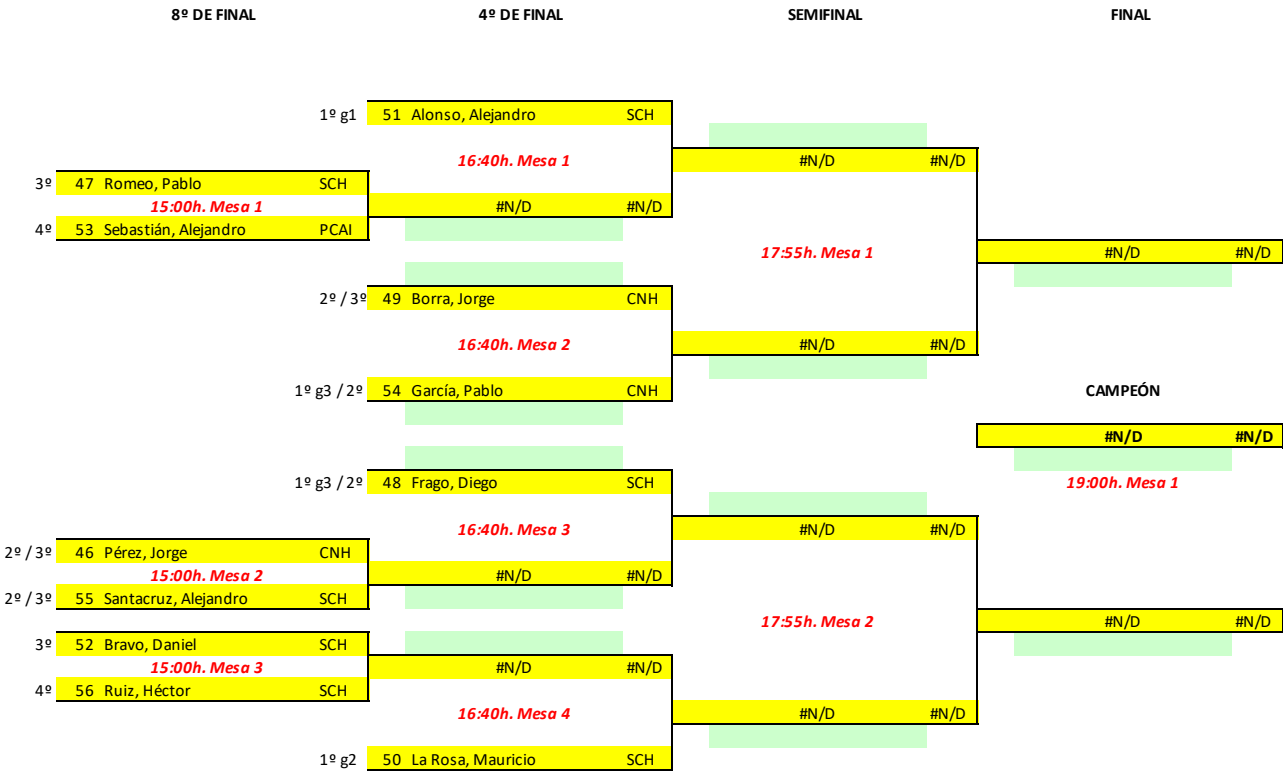 8º DE FINAL 4º DE FINAL SEMIFINAL FINAL
1º g1 51 Alonso, Alejandro SCH
16:40h. Mesa 1 #N/D #N/D
3º 47 Romeo, Pablo SCH
15:00h. Mesa 1 #N/D #N/D
4º 53 Sebastián, Alejandro PCAI
17:55h. Mesa 1 #N/D #N/D
2º / 3º 49 Borra, Jorge CNH
16:40h. Mesa 2 #N/D #N/D
1º g3 / 2º 54 García, Pablo CNH CAMPEÓN
#N/D #N/D
1º g3 / 2º 48 Frago, Diego SCH 19:00h. Mesa 1
16:40h. Mesa 3 #N/D #N/D
2º / 3º 46 Pérez, Jorge CNH
15:00h. Mesa 2 #N/D #N/D
2º / 3º 55 Santacruz, Alejandro SCH
17:55h. Mesa 2 #N/D #N/D
3º 52 Bravo, Daniel SCH
15:00h. Mesa 3 #N/D #N/D
4º 56 Ruiz, Héctor SCH
16:40h. Mesa 4 #N/D #N/D
1º g2 50 La Rosa, Mauricio SCH